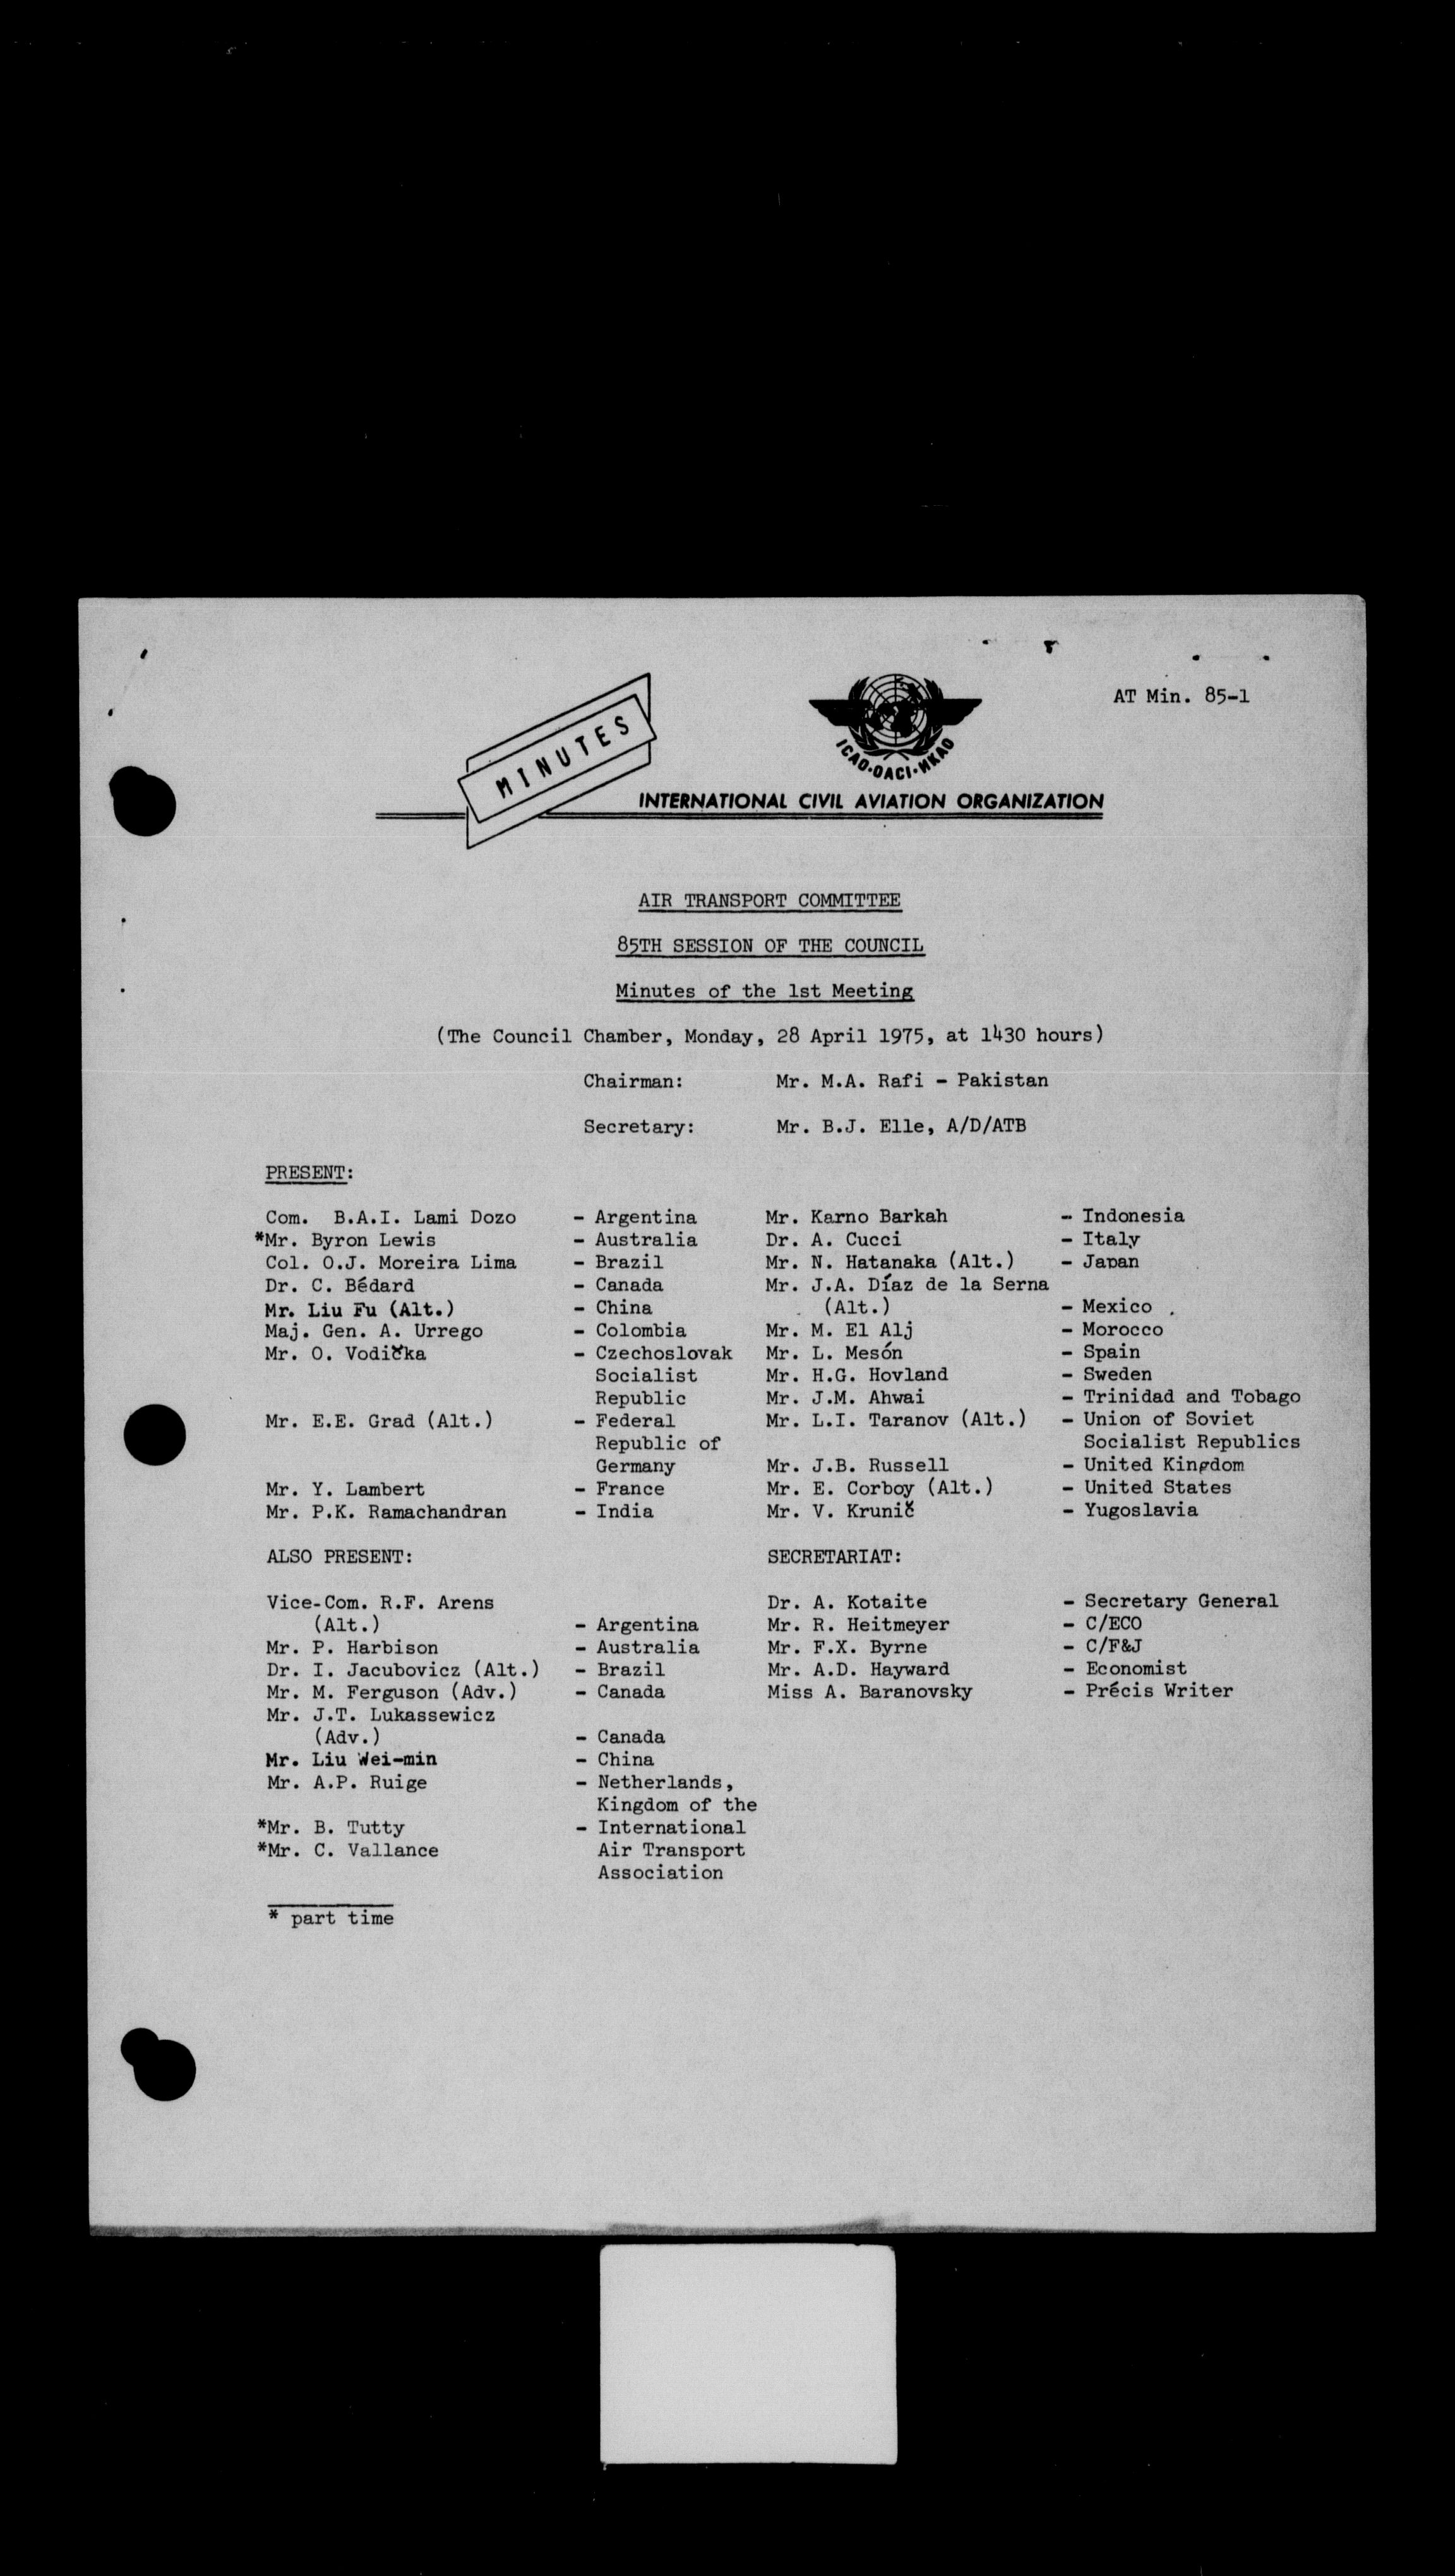 AT Min. 85-1
MINUTES
ICAO·OACI·ИКАО
INTERNATIONAL CIVIL AVIATION ORGANIZATION
AIR TRANSPORT COMMITTEE
85TH SESSION OF THE COUNCIL
Minutes of the 1st Meeting
(The Council Chamber, Monday, 28 April 1975, at 1430 hours)
Chairman: Mr. M.A. Rafi - Pakistan
Secretary: Mr. B.J. Elle, A/D/ATB
PRESENT:
Com. B.A.I. Lami Dozo - Argentina
*Mr. Byron Lewis - Australia
Col. O.J. Moreira Lima - Brazil
Dr. C. Bédard - Canada
Mr. Liu Fu (Alt.) - China
Maj. Gen. A. Urrego - Colombia
Mr. O. Vodička - Czechoslovak
Socialist
Republic
Mr. E.E. Grad (Alt.) - Federal
Republic of
Germany
Mr. Y. Lambert - France
Mr. P.K. Ramachandran - India
Mr. Karno Barkah - Indonesia
Dr. A. Cucci - Italy
Mr. N. Hatanaka (Alt.) - Japan
Mr. J.A. Díaz de la Serna
(Alt.) - Mexico
Mr. M. El Alj - Morocco
Mr. L. Mesón - Spain
Mr. H.G. Hovland - Sweden
Mr. J.M. Ahwai - Trinidad and Tobago
Mr. L.I. Taranov (Alt.) - Union of Soviet
Socialist Republics
Mr. J.B. Russell - United Kingdom
Mr. E. Corboy (Alt.) - United States
Mr. V. Krunič - Yugoslavia
ALSO PRESENT:
Vice-Com. R.F. Arens
(Alt.) - Argentina
Mr. P. Harbison - Australia
Dr. I. Jacubovicz (Alt.) - Brazil
Mr. M. Ferguson (Adv.) - Canada
Mr. J.T. Lukassewicz
(Adv.) - Canada
Mr. Liu Wei-min - China
Mr. A.P. Ruige - Netherlands,
Kingdom of the
*Mr. B. Tutty - International
*Mr. C. Vallance Air Transport
Association
SECRETARIAT:
Dr. A. Kotaite - Secretary General
Mr. R. Heitmeyer - C/ECO
Mr. F.X. Byrne - C/F&J
Mr. A.D. Hayward - Economist
Miss A. Baranovsky - Précis Writer
* part time